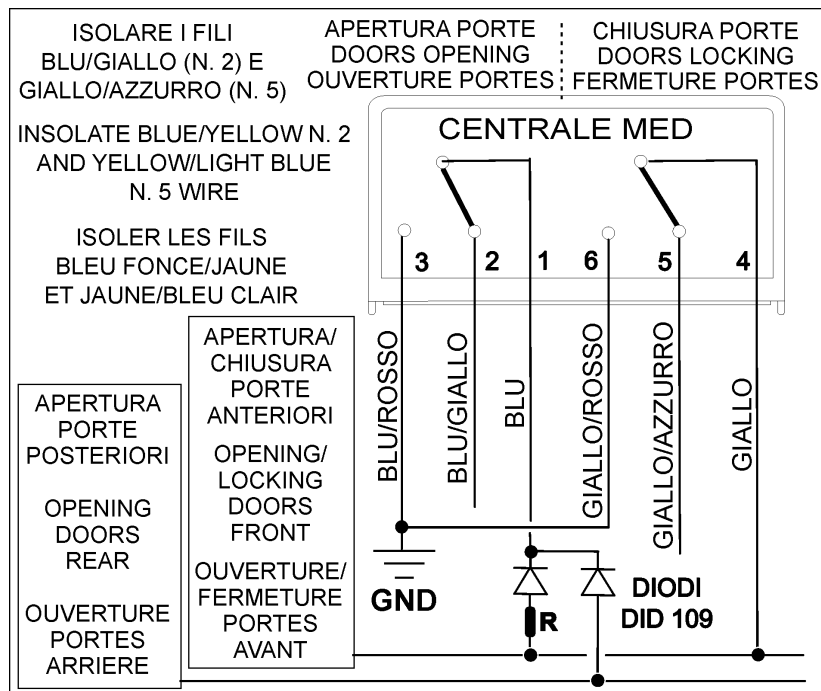 ISOLARE I FILI
BLU/GIALLO (N. 2) E
GIALLO/AZZURRO (N. 5)
INSOLATE BLUE/YELLOW N. 2
AND YELLOW/LIGHT BLUE
N. 5 WIRE
ISOLER LES FILS
BLEU FONCE/JAUNE
ET JAUNE/BLEU CLAIR
APERTURA PORTE
DOORS OPENING
OUVERTURE PORTES
CHIUSURA PORTE
DOORS LOCKING
FERMETURE PORTES
CENTRALE MED
3 2 1 6 5 4
BLU/ROSSO
BLU/GIALLO
BLU
GIALLO/ROSSO
GIALLO/AZZURRO
GIALLO
APERTURA/
CHIUSURA
PORTE
ANTERIORI
OPENING/
LOCKING
DOORS
FRONT
OUVERTURE/
FERMETURE
PORTES
AVANT
APERTURA
PORTE
POSTERIORI
OPENING
DOORS
REAR
OUVERTURE
PORTES
ARRIERE
GND
R
DIODI
DID 109